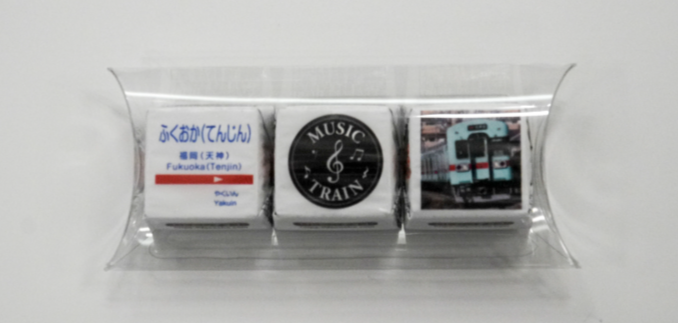 ふくおか(てんじん)
福岡(天神)
Fukuoka(Tenjin)
やくいん
Yakuin
MUSIC
TRAIN